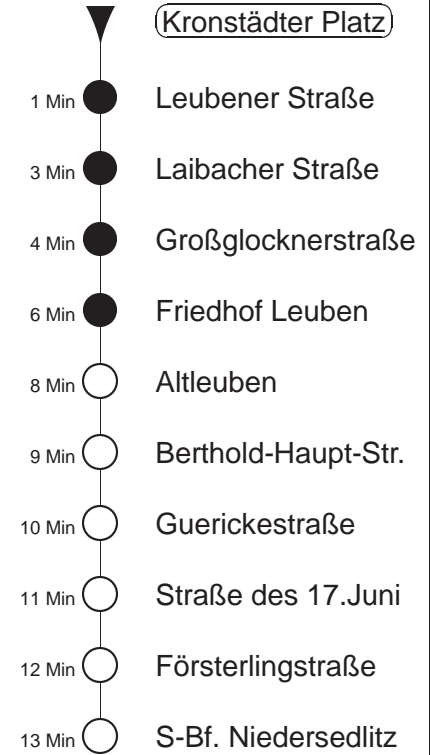 Kronstädter Platz
1 Min Leubener Straße
3 Min Laibacher Straße
4 Min Großglocknerstraße
6 Min Friedhof Leuben
8 Min Altleuben
9 Min Berthold-Haupt-Str.
10 Min Guerickestraße
11 Min Straße des 17.Juni
12 Min Försterlingstraße
13 Min S-Bf. Niedersedlitz